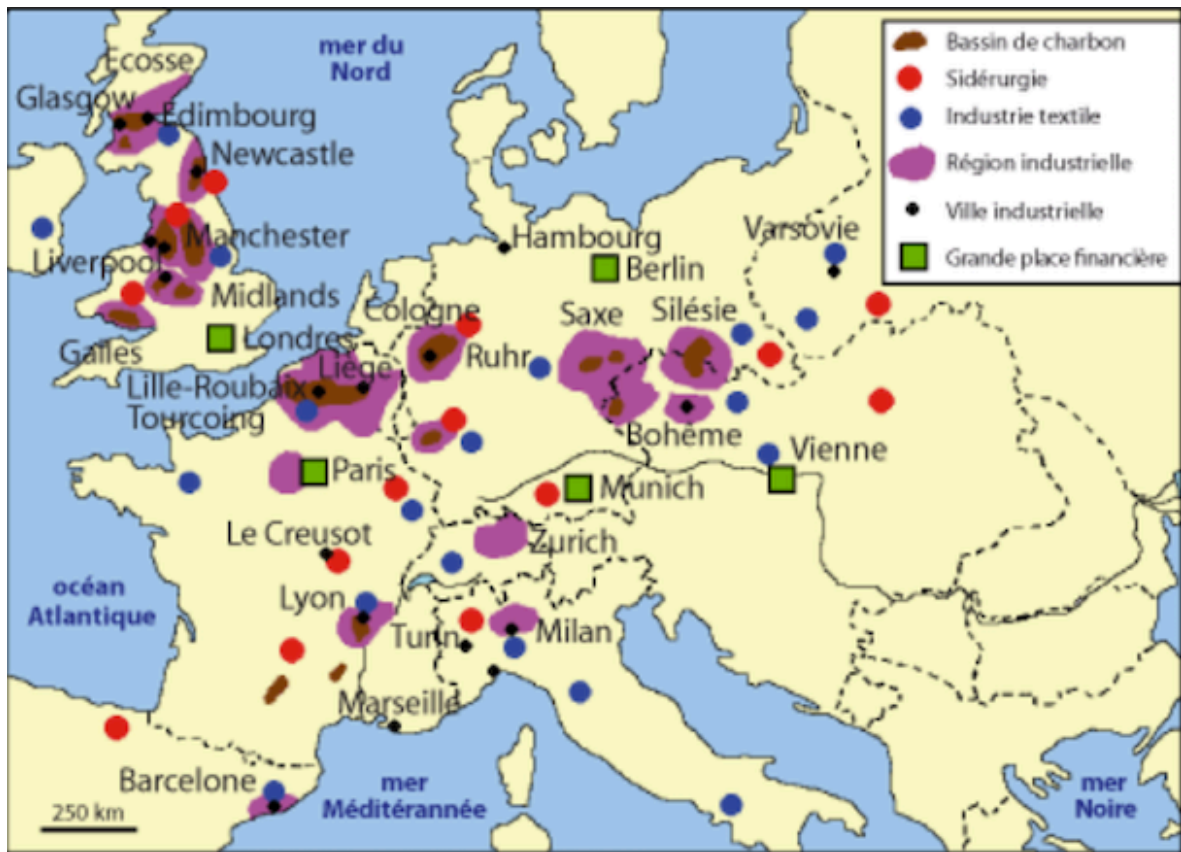 mer du
Nord
Ecosse
Glasgow
Edimbourg
Newcastle
Manchester
Liverpool
Midlands
Galles
Londres
Hambourg
Berlin
Varsovie
Cologne
Ruhr
Saxe
Silésie
Liège
Lille-Roubaix
Tourcoing
Bohême
Vienne
Paris
Munich
Le Creusot
Zurich
océan
Atlantique
Lyon
Turin
Milan
Marseille
Barcelone
mer
Méditérannée
mer
Noire
250 km
Bassin de charbon
Sidérurgie
Industrie textile
Région industrielle
Ville industrielle
Grande place financière